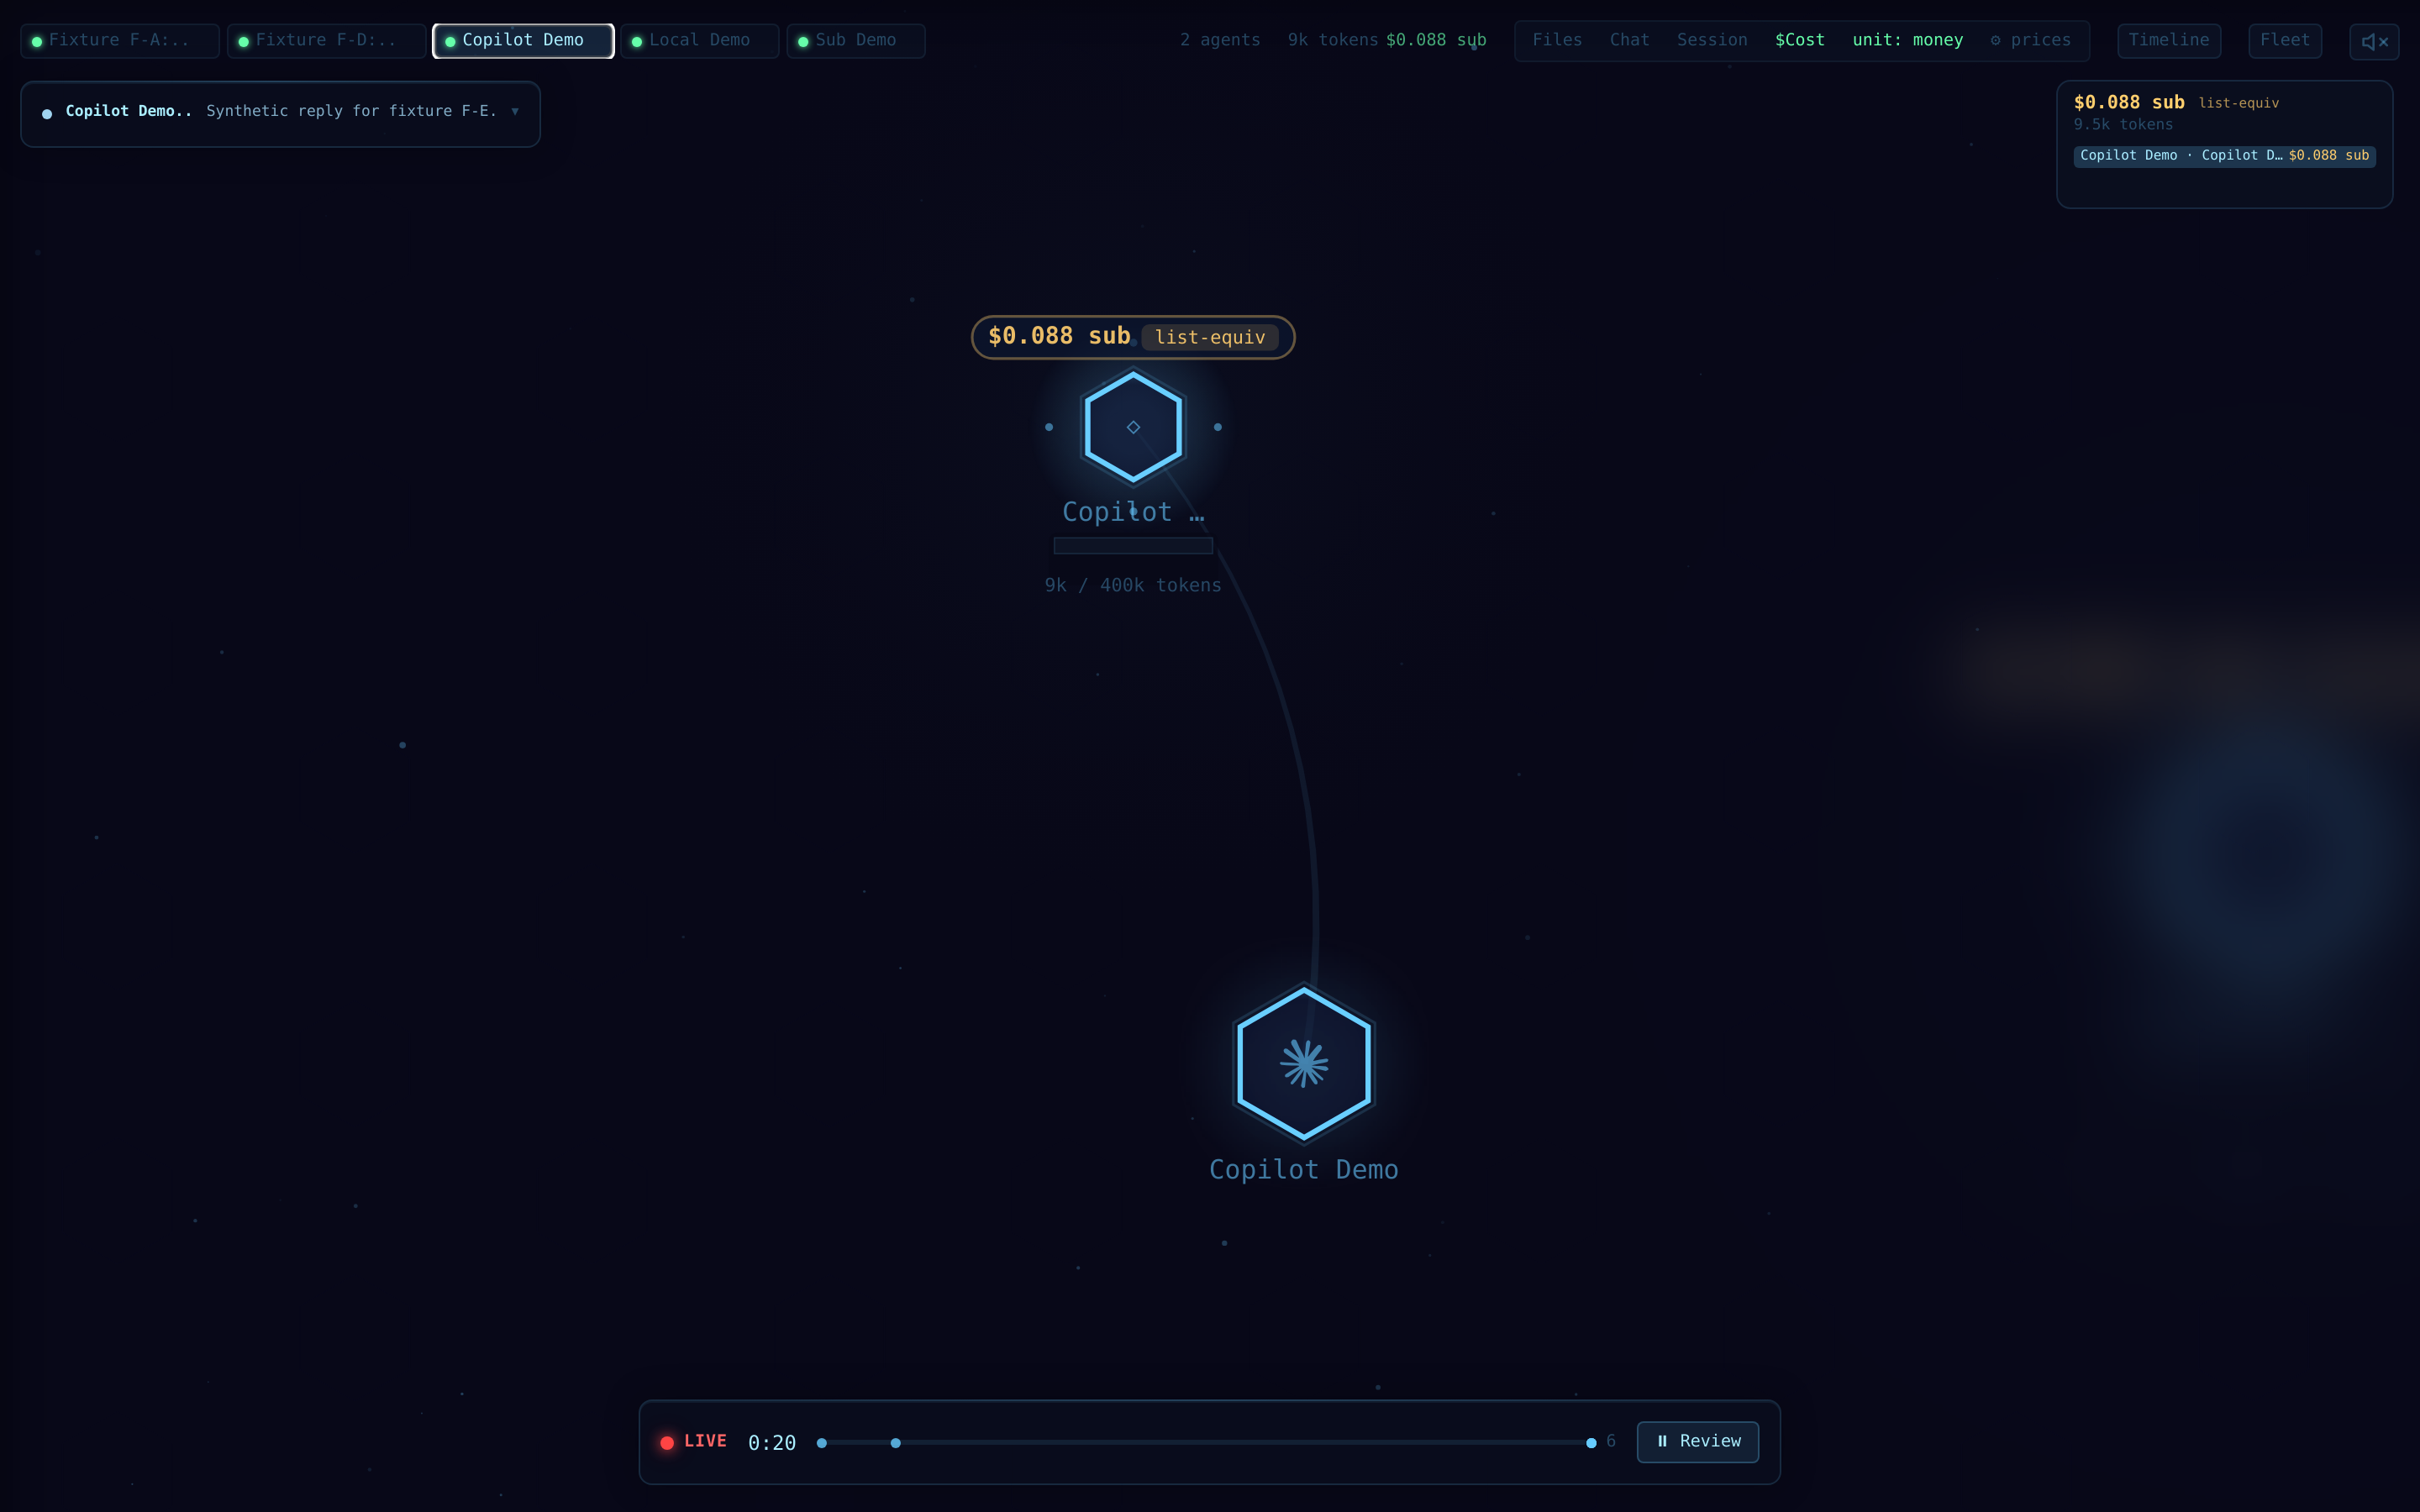 Fixture F-A:.. Fixture F-D:.. Copilot Demo Local Demo Sub Demo 2 agents 9k tokens $0.088 sub Files Chat Session $Cost unit: money ⚙ prices Timeline Fleet
Copilot Demo.. Synthetic reply for fixture F-E. ▼
$0.088 sub list-equiv
9.5k tokens
Copilot Demo · Copilot D… $0.088 sub
$0.088 sub list-equiv
Copilot …
9k / 400k tokens
Copilot Demo
LIVE 0:20 6 ⏸ Review